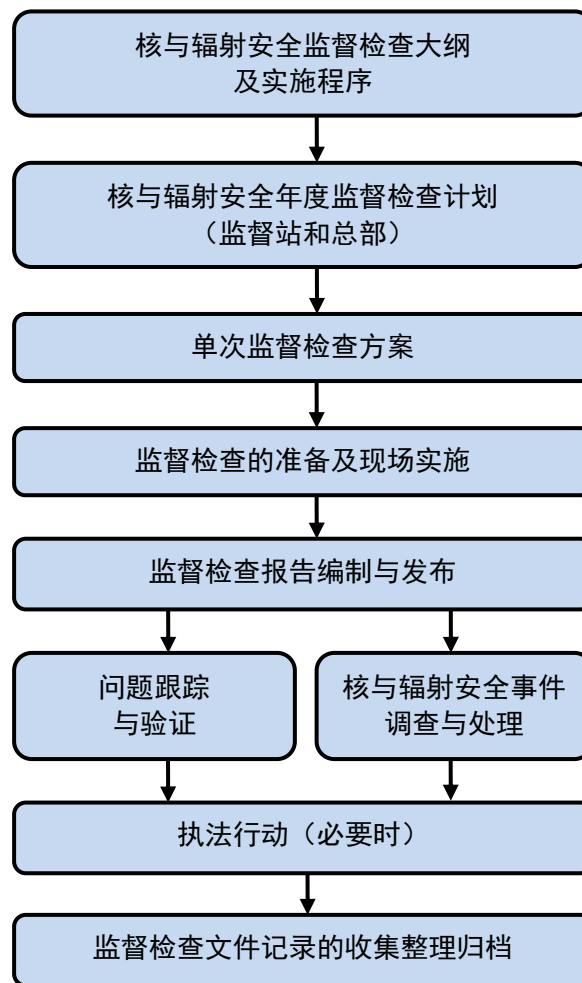 核与辐射安全监督检查大纲
及实施程序
核与辐射安全年度监督检查计划
（监督站和总部）
单次监督检查方案
监督检查的准备及现场实施
监督检查报告编制与发布
问题跟踪
与验证
核与辐射安全事件
调查与处理
执法行动（必要时）
监督检查文件记录的收集整理归档